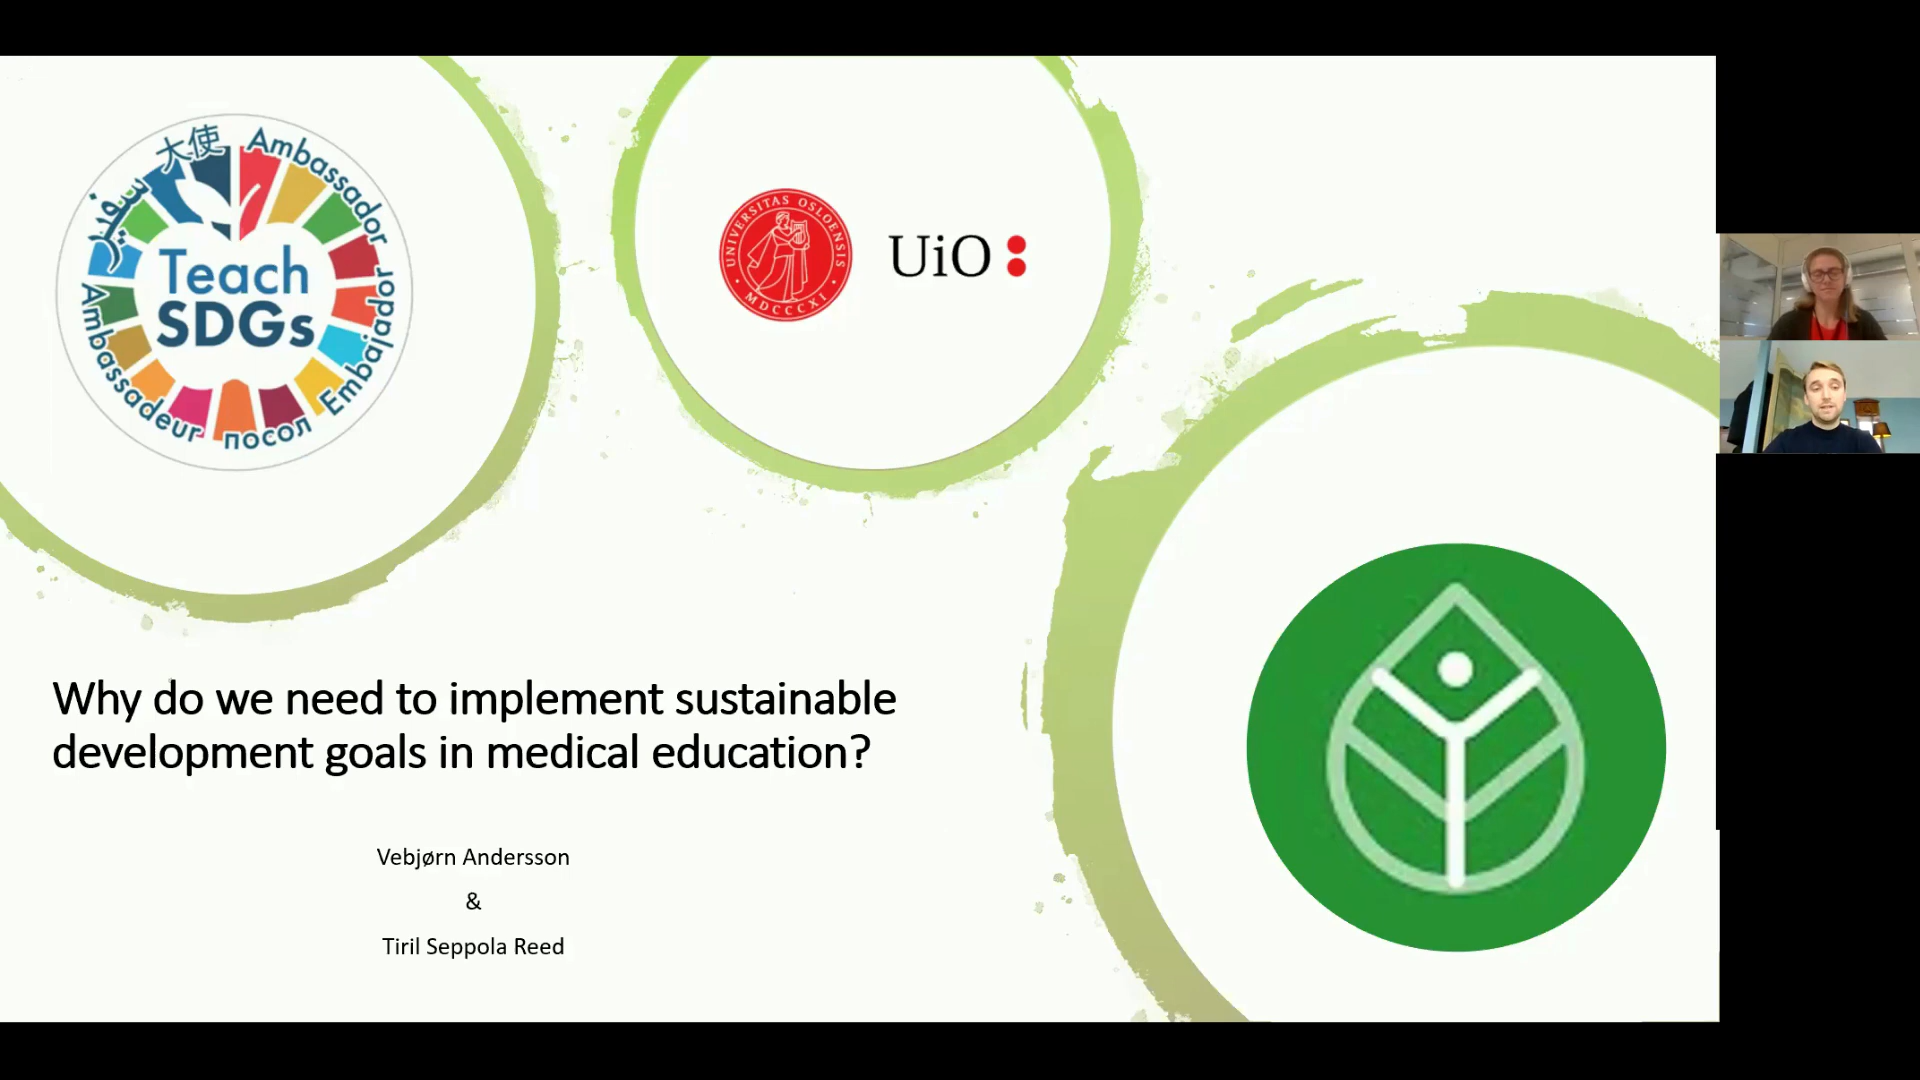 大使
Ambassador
سفير
Teach
SDGs
Ambassadeur
посол
Embajador
UNIVERSITAS OSLOENSIS
MDCCCXI
UiO
Why do we need to implement sustainable
development goals in medical education?
Vebjørn Andersson
&
Tiril Seppola Reed